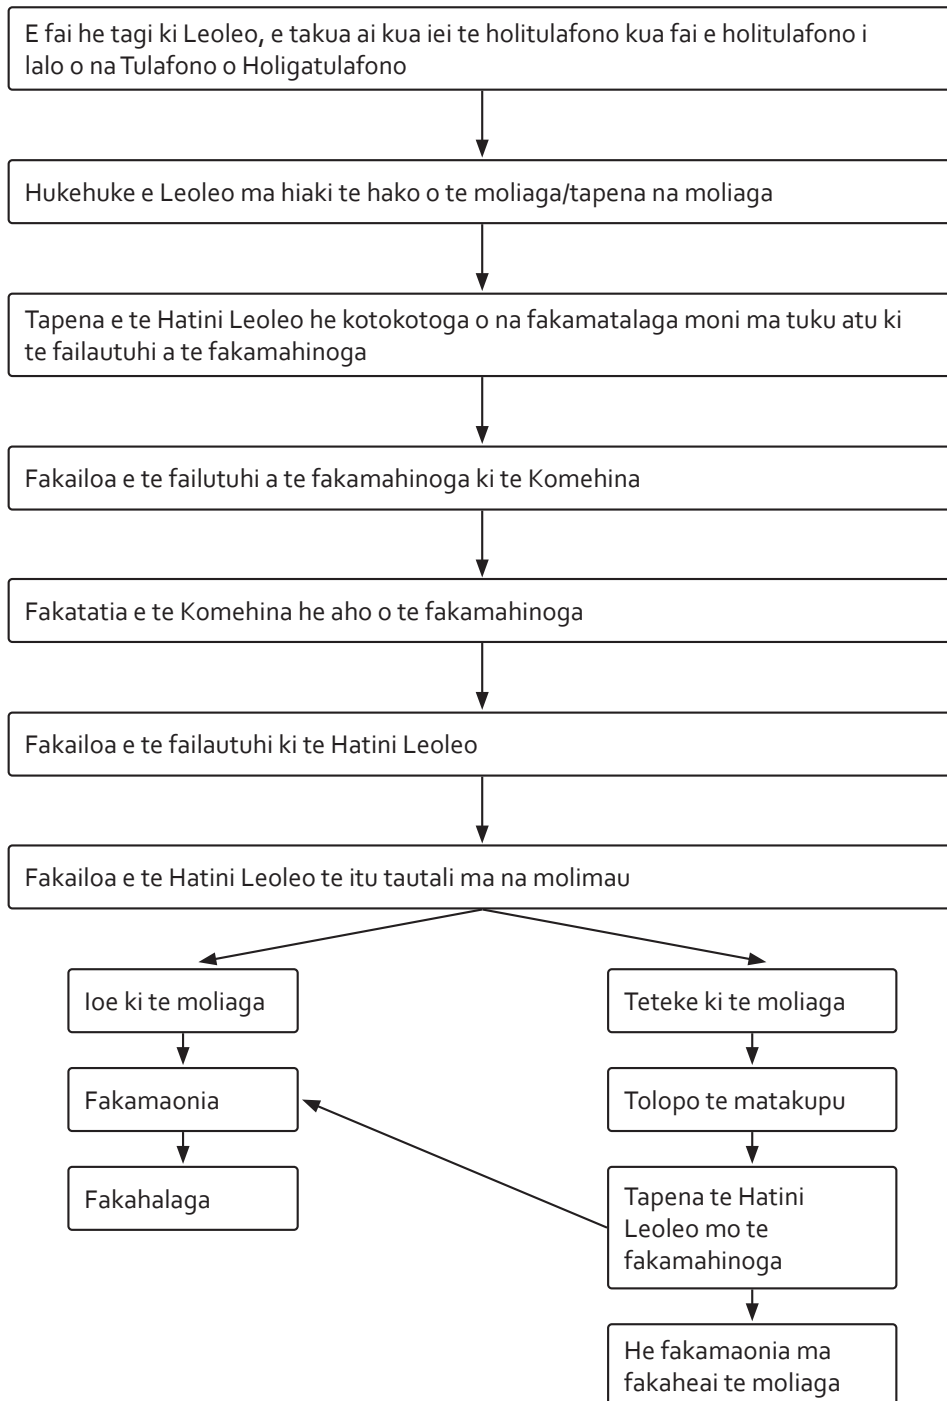 E fai he tagi ki Leoleo, e takua ai kua iei te holitulafono kua fai e holitulafono i
lalo o na Tulafono o Holigatulafono
Hukehuke e Leoleo ma hiaki te hako o te moliaga/tapena na moliaga
Tapena e te Hatini Leoleo he kotokotoga o na fakamatalaga moni ma tuku atu ki
te failautuhi a te fakamahinoga
Fakailoa e te failutuhi a te fakamahinoga ki te Komehina
Fakatatia e te Komehina he aho o te fakamahinoga
Fakailoa e te failautuhi ki te Hatini Leoleo
Fakailoa e te Hatini Leoleo te itu tautali ma na molimau
Ioe ki te moliaga
Fakamaonia
Fakahalaga
Teteke ki te moliaga
Tolopo te matakupu
Tapena te Hatini
Leoleo mo te
fakamahinoga
He fakamaonia ma
fakaheai te moliaga